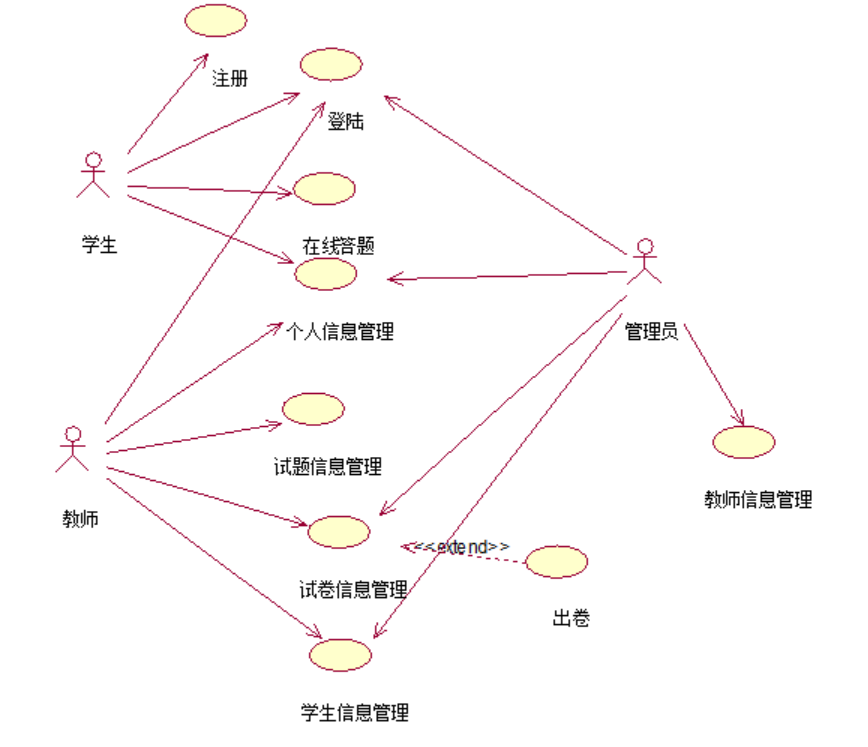 注册
登陆
学生
在线答题
个人信息管理
管理员
试题信息管理
教师信息管理
教师
<<extend>>
试卷信息管理
出卷
学生信息管理